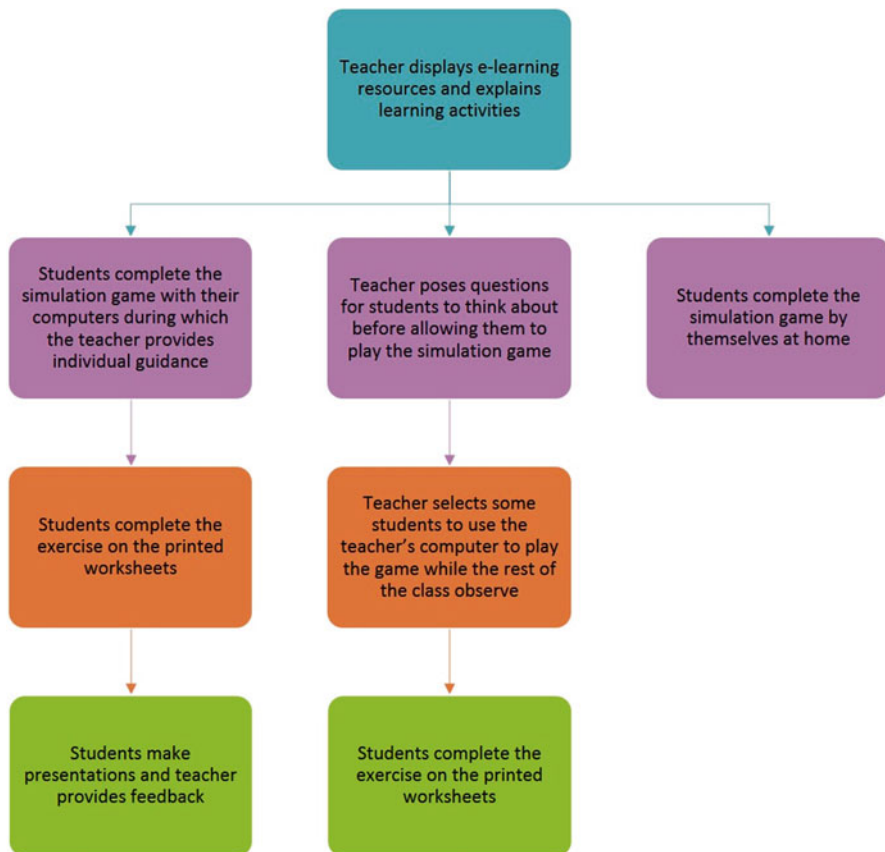 Teacher displays e-learning
resources and explains
learning activities
Students complete the
simulation game with their
computers during which
the teacher provides
individual guidance
Teacher poses questions
for students to think about
before allowing them to
play the simulation game
Students complete the
simulation game by
themselves at home
Students complete the
exercise on the printed
worksheets
Teacher selects some
students to use the
teacher’s computer to play
the game while the rest of
the class observe
Students make
presentations and teacher
provides feedback
Students complete the
exercise on the printed
worksheets